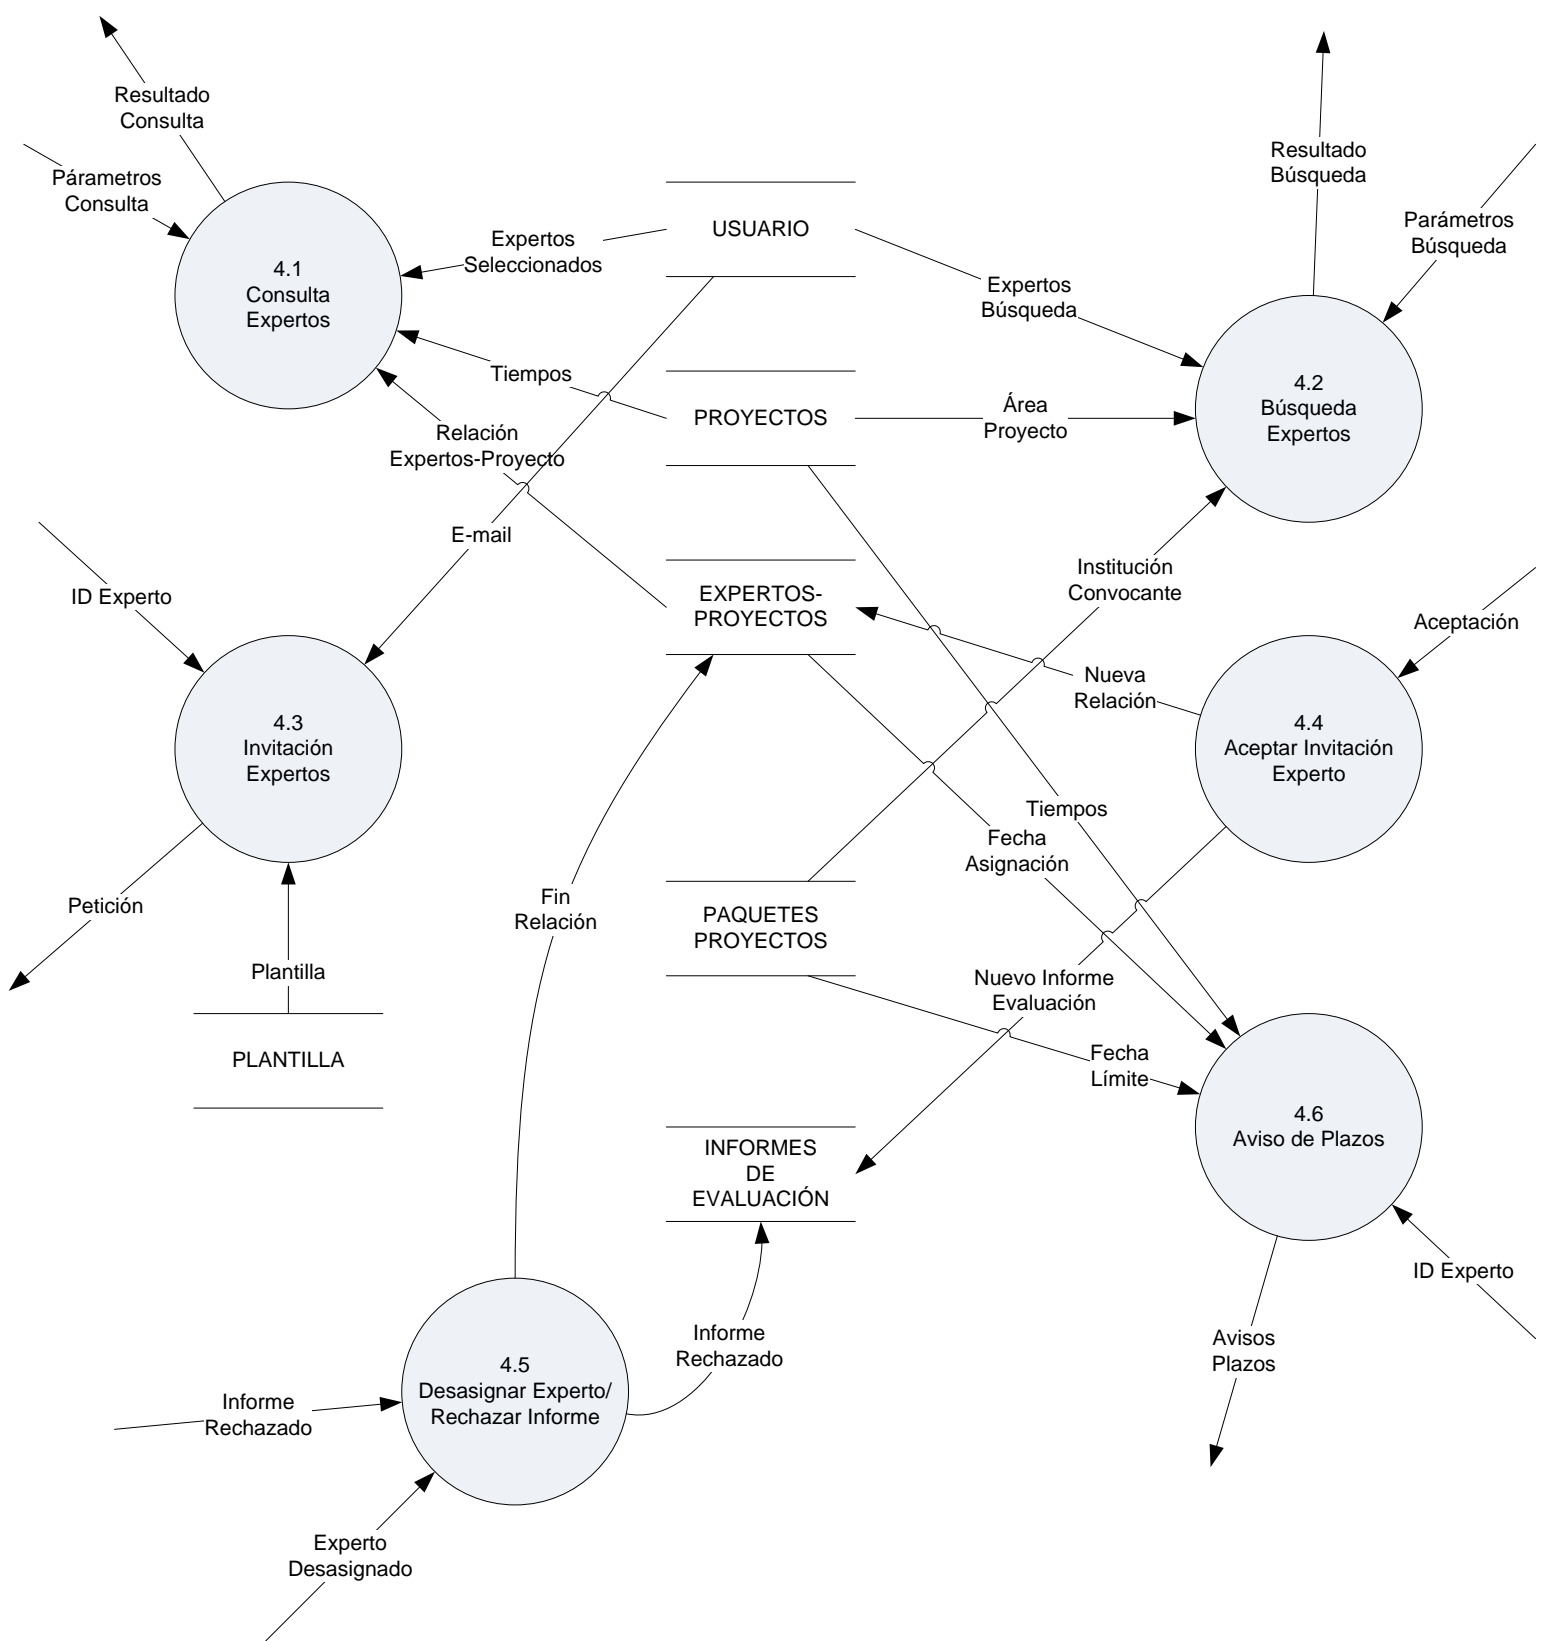 Resultado
Consulta
Párametros
Consulta
Resultado
Búsqueda
Parámetros
Búsqueda
USUARIO
Expertos
Seleccionados
4.1
Consulta
Expertos
Expertos
Búsqueda
Tiempos
PROYECTOS
Área
Proyecto
4.2
Búsqueda
Expertos
Relación
Expertos-Proyecto
E-mail
ID Experto
EXPERTOS-
PROYECTOS
Institución
Convocante
Aceptación
Nueva
Relación
4.3
Invitación
Expertos
4.4
Aceptar Invitación
Experto
Tiempos
Fecha
Asignación
Petición
Fin
Relación
PAQUETES
PROYECTOS
Plantilla
Nuevo Informe
Evaluación
PLANTILLA
Fecha
Límite
4.6
Aviso de Plazos
INFORMES
DE
EVALUACIÓN
ID Experto
Informe
Rechazado
Avisos
Plazos
4.5
Desasignar Experto/
Rechazar Informe
Informe
Rechazado
Experto
Desasignado